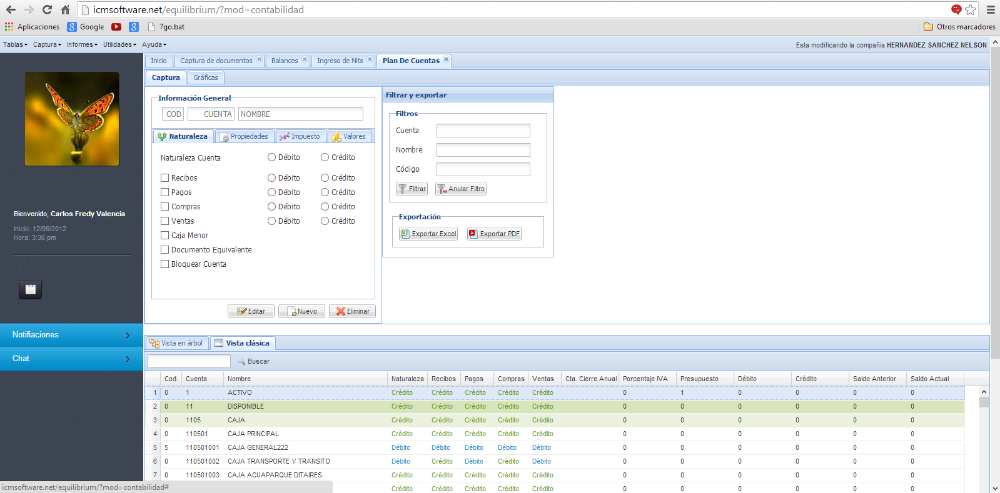 icmsoftware.net/equilibrium/?mod=contabilidad
Aplicaciones Google 7go.bat Otros marcadores
Tablas Captura Informes Utilidades Ayuda Esta modificando la compañia HERNANDEZ SANCHEZ NELSON
Inicio Captura de documentos Balances Ingreso de Nits Plan De Cuentas
Captura Gráficas
Información General
COD CUENTA NOMBRE
Naturaleza Propiedades Impuesto Valores
Naturaleza Cuenta Débito Crédito
Recibos Débito Crédito
Pagos Débito Crédito
Compras Débito Crédito
Ventas Débito Crédito
Caja Menor
Documento Equivalente
Bloquear Cuenta
Editar Nuevo Eliminar
Filtrar y exportar
Filtros
Cuenta
Nombre
Código
Filtrar Anular Filtro
Exportación
Exportar Excel Exportar PDF
Bienvenido, Carlos Fredy Valencia
Inicio: 12/06/2012
Hora: 3:36 pm
Notifiaciones
Chat
Vista en árbol Vista clásica
Buscar
Cod. Cuenta Nombre Naturaleza Recibos Pagos Compras Ventas Cta. Cierre Anual Porcentaje IVA Presupuesto Débito Crédito Saldo Anterior Saldo Actual
1 0 1 ACTIVO Crédito Crédito Crédito Crédito Crédito 0 1 0 0 0 0
2 0 11 DISPONIBLE Crédito Crédito Crédito Crédito Crédito 0 0 0 0 0 0
3 0 1105 CAJA Crédito Crédito Crédito Crédito Crédito 0 0 0 0 0 0
4 0 110501 CAJA PRINCIPAL Crédito Crédito Crédito Crédito Crédito 0 0 0 0 0 0
5 5 110501001 CAJA GENERAL222 Débito Débito Débito Débito Débito 0 0 0 0 0 0
6 0 110501002 CAJA TRANSPORTE Y TRANSITO Débito Crédito Débito Crédito Débito 0 0 0 0 0 0
7 0 110501003 CAJA ACUAPARQUE DITAIRES Crédito Crédito Crédito Crédito Crédito 0 0 0 0 0 0
Crédito Crédito Crédito Crédito Crédito 0 0 0 0 0 0
icmsoftware.net/equilibrium/?mod=contabilidad#